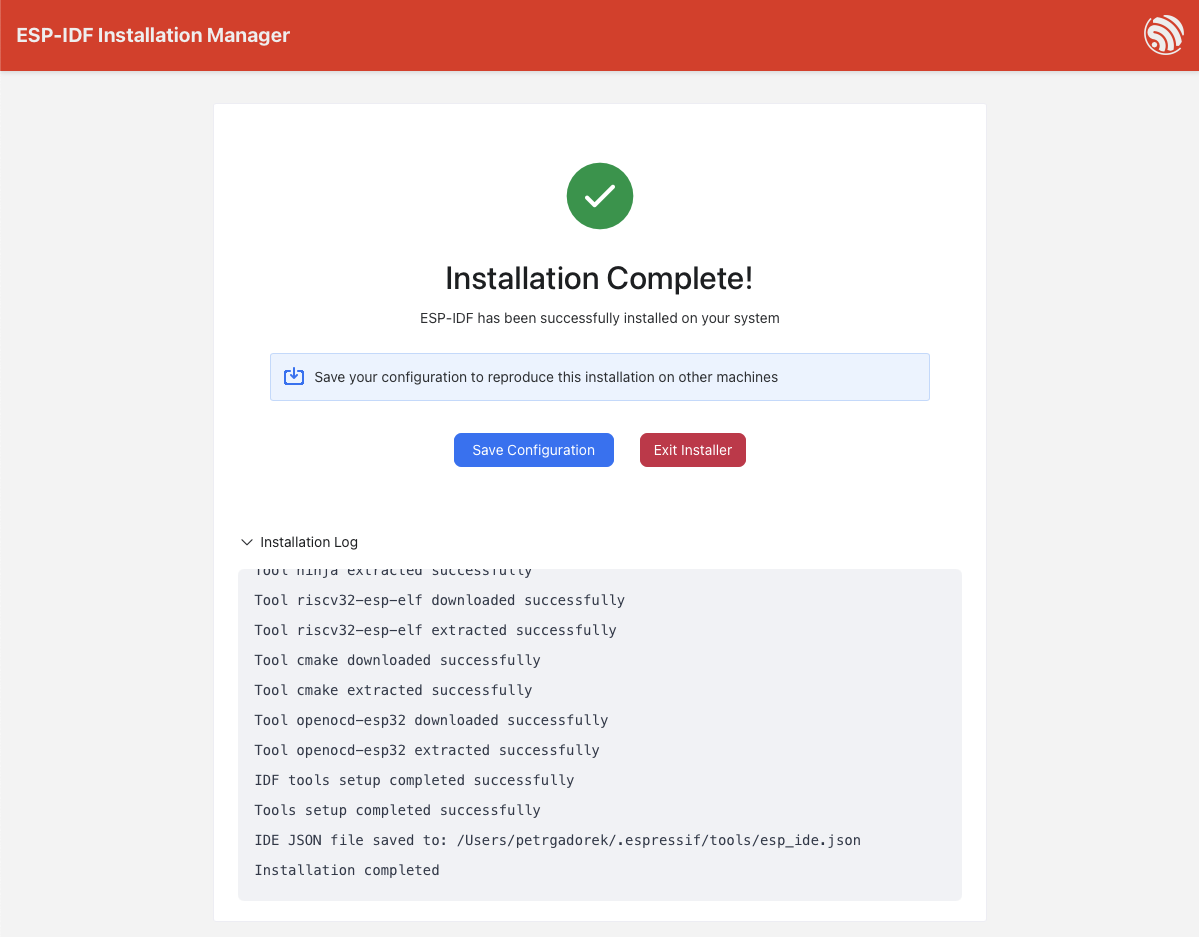 ESP-IDF Installation Manager
Installation Complete!
ESP-IDF has been successfully installed on your system
Save your configuration to reproduce this installation on other machines
Save Configuration
Exit Installer
Installation Log
Tool ninja extracted successfully
Tool riscv32-esp-elf downloaded successfully
Tool riscv32-esp-elf extracted successfully
Tool cmake downloaded successfully
Tool cmake extracted successfully
Tool openocd-esp32 downloaded successfully
Tool openocd-esp32 extracted successfully
IDF tools setup completed successfully
Tools setup completed successfully
IDE JSON file saved to: /Users/petrgadorek/.espressif/tools/esp_ide.json
Installation completed